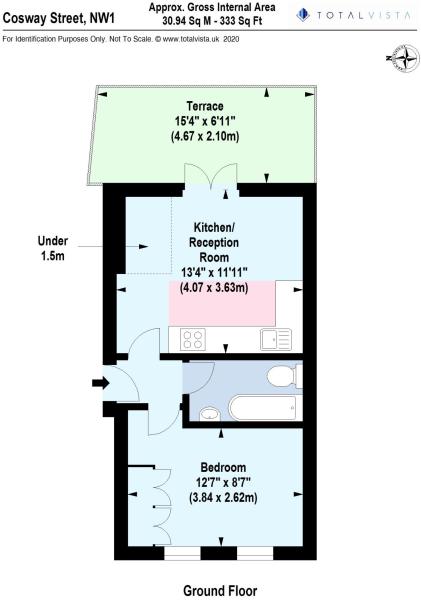 Cosway Street, NW1
Approx. Gross Internal Area
30.94 Sq M - 333 Sq Ft
TOTALVISTA
For Identification Purposes Only. Not To Scale. © www.totalvista.co.uk 2020
N
Terrace
15'4" x 6'11"
(4.67 x 2.10m)
Under
1.5m
Kitchen/
Reception
Room
13'4" x 11'11"
(4.07 x 3.63m)
Bedroom
12'7" x 8'7"
(3.84 x 2.62m)
Ground Floor